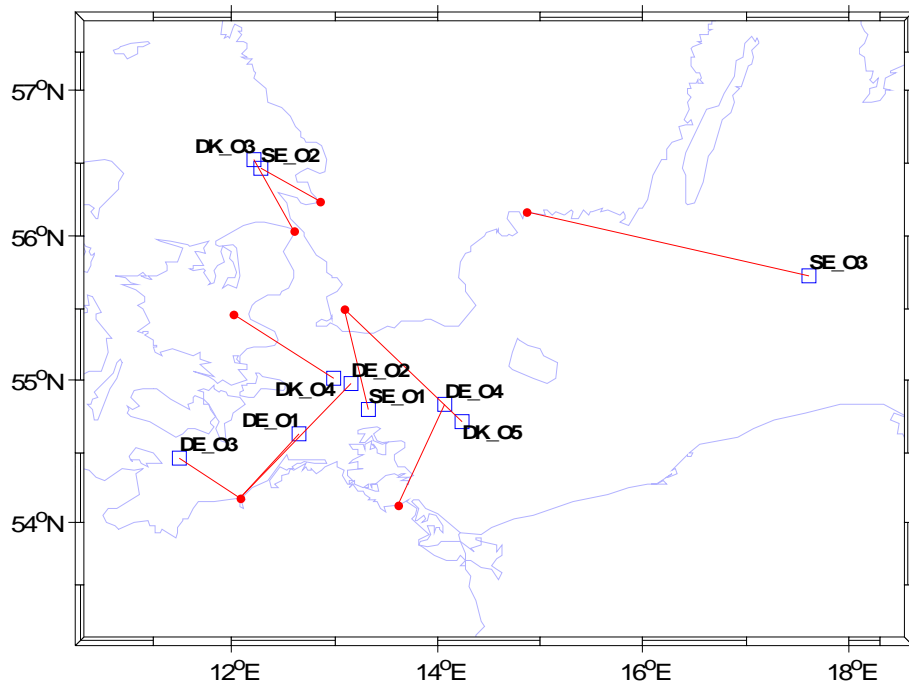 57°N
DK_O3
SE_O2
56°N
SE_O3
55°N
DE_O2
DK_O4
SE_O1
DE_O4
DE_O1
DK_O5
DE_O3
54°N
12°E
14°E
16°E
18°E